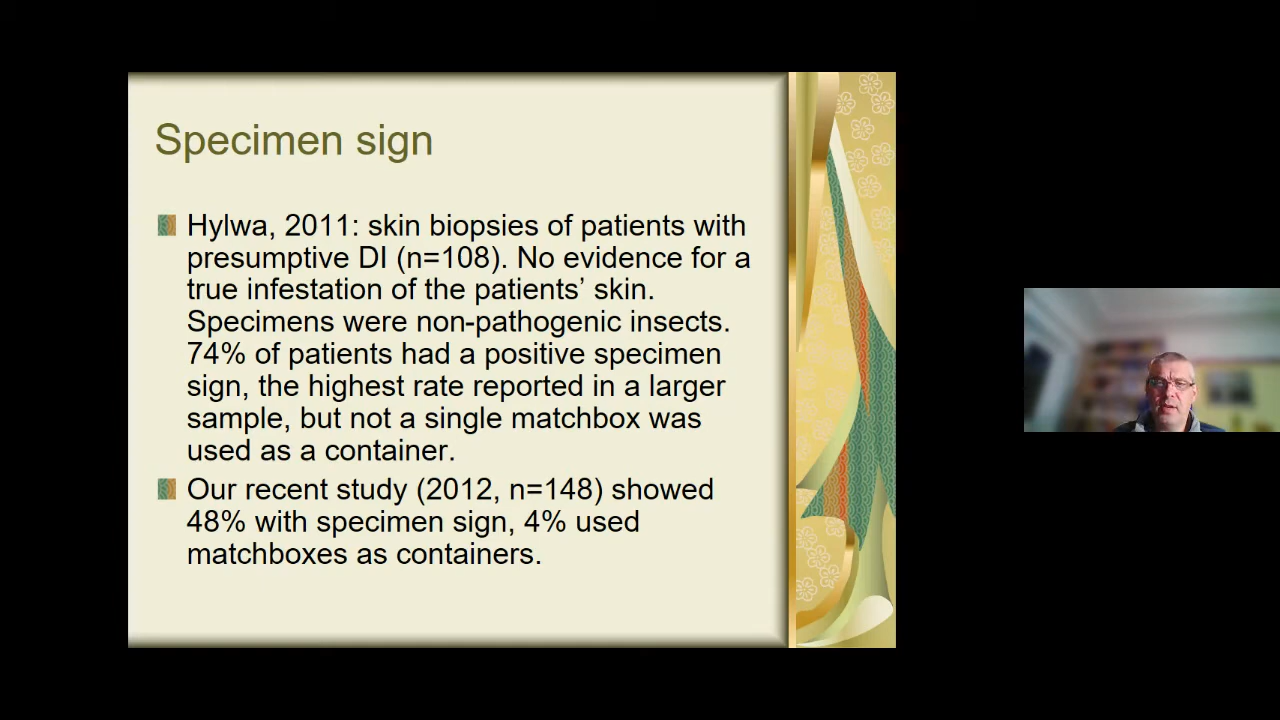 Specimen sign
Hylwa, 2011: skin biopsies of patients with
presumptive DI (n=108). No evidence for a
true infestation of the patients’ skin.
Specimens were non-pathogenic insects.
74% of patients had a positive specimen
sign, the highest rate reported in a larger
sample, but not a single matchbox was
used as a container.
Our recent study (2012, n=148) showed
48% with specimen sign, 4% used
matchboxes as containers.